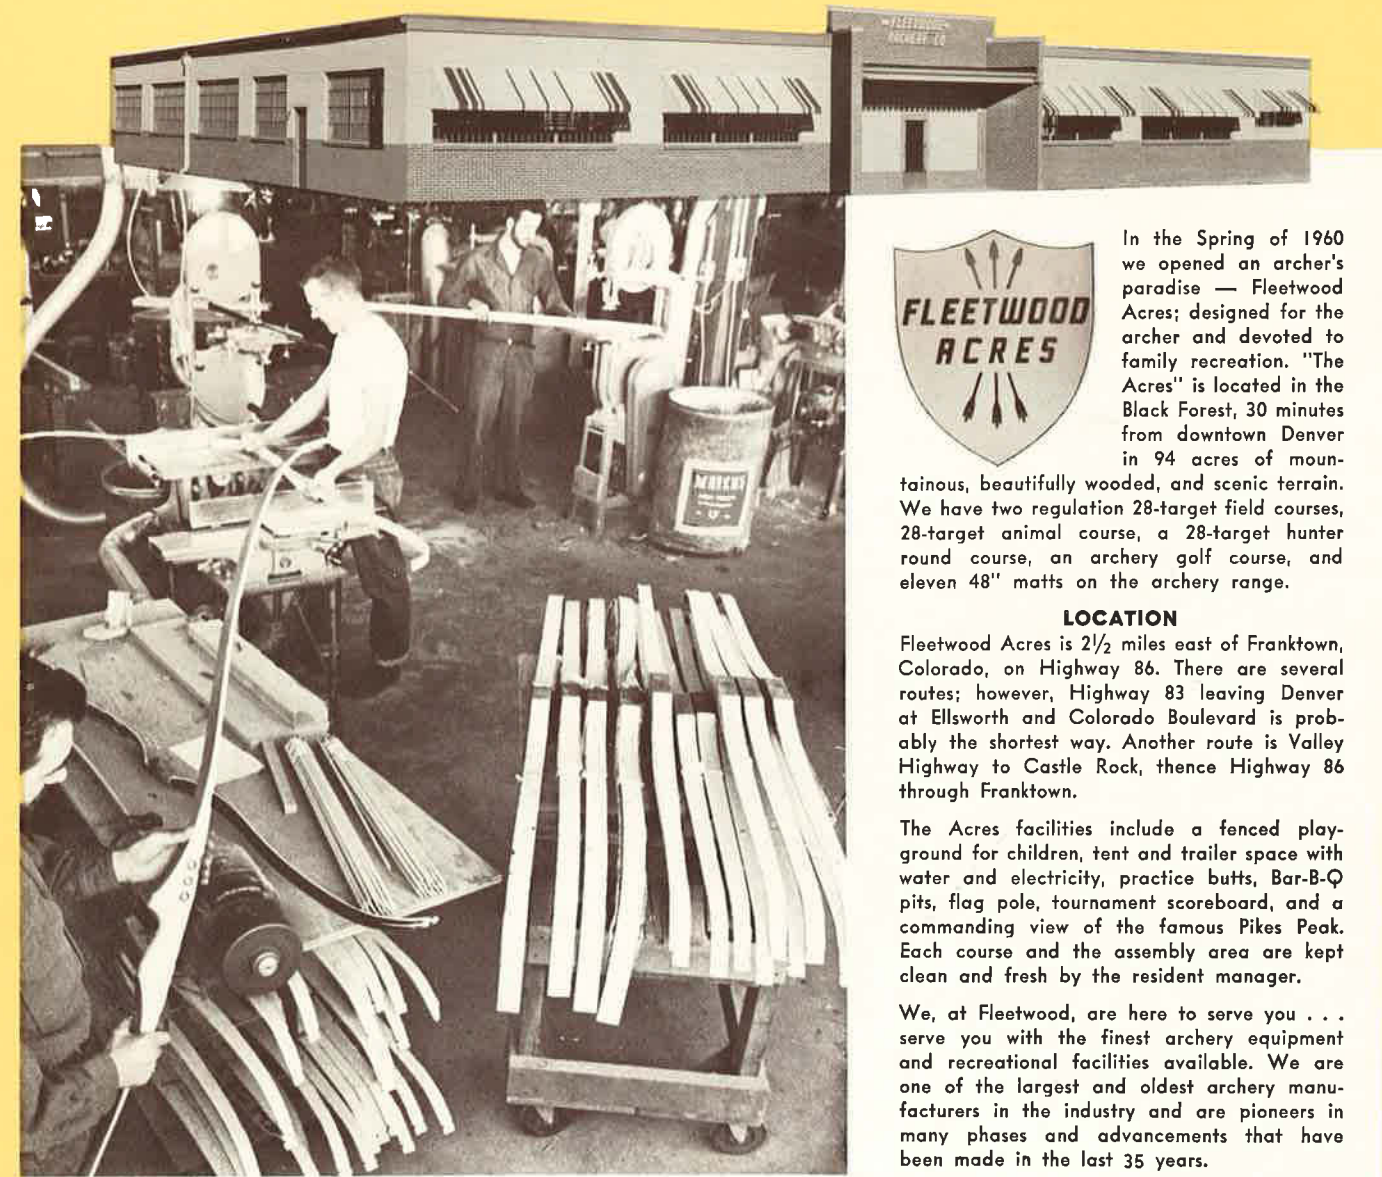 FLEETWOOD
ARCHERY CO
FLEETWOOD
ACRES
In the Spring of 1960
we opened an archer's
paradise — Fleetwood
Acres; designed for the
archer and devoted to
family recreation. "The
Acres" is located in the
Black Forest, 30 minutes
from downtown Denver
in 94 acres of moun-
tainous, beautifully wooded, and scenic terrain.
We have two regulation 28-target field courses,
28-target animal course, a 28-target hunter
round course, an archery golf course, and
eleven 48" matts on the archery range.
LOCATION
Fleetwood Acres is 2½ miles east of Franktown,
Colorado, on Highway 86. There are several
routes; however, Highway 83 leaving Denver
at Ellsworth and Colorado Boulevard is prob-
ably the shortest way. Another route is Valley
Highway to Castle Rock, thence Highway 86
through Franktown.
The Acres facilities include a fenced play-
ground for children, tent and trailer space with
water and electricity, practice butts, Bar-B-Q
pits, flag pole, tournament scoreboard, and a
commanding view of the famous Pikes Peak.
Each course and the assembly area are kept
clean and fresh by the resident manager.
We, at Fleetwood, are here to serve you . . .
serve you with the finest archery equipment
and recreational facilities available. We are
one of the largest and oldest archery manu-
facturers in the industry and are pioneers in
many phases and advancements that have
been made in the last 35 years.